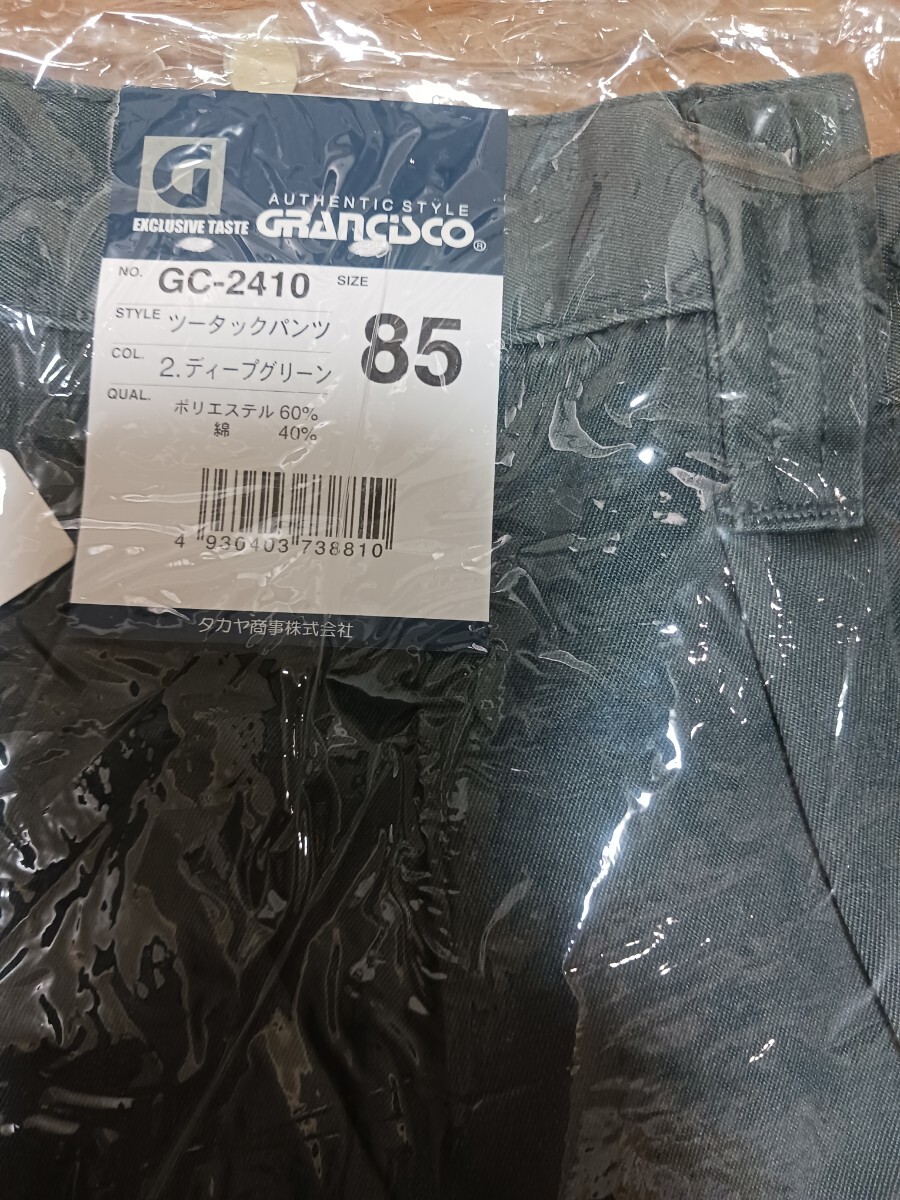 G
AUTHENTIC STYLE
EXCLUSIVE TASTE GRANCISCO®
NO. GC-2410 SIZE
STYLE ツータックパンツ 85
COL. 2.ディープグリーン
QUAL. ポリエステル 60%
綿 40%
4 930403 738810
タカヤ商事株式会社